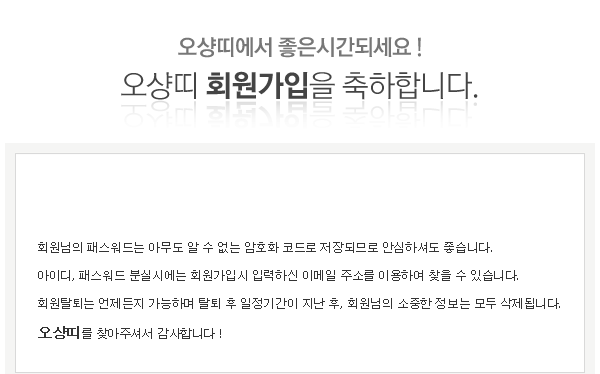 오샹띠에서 좋은시간되세요 !
오샹띠 회원가입을 축하합니다.
회원님의 패스워드는 아무도 알 수 없는 암호화 코드로 저장되므로 안심하셔도 좋습니다.
아이디, 패스워드 분실시에는 회원가입시 입력하신 이메일 주소를 이용하여 찾을 수 있습니다.
회원탈퇴는 언제든지 가능하며 탈퇴 후 일정기간이 지난 후, 회원님의 소중한 정보는 모두 삭제됩니다.
오샹띠를 찾아주셔서 감사합니다 !